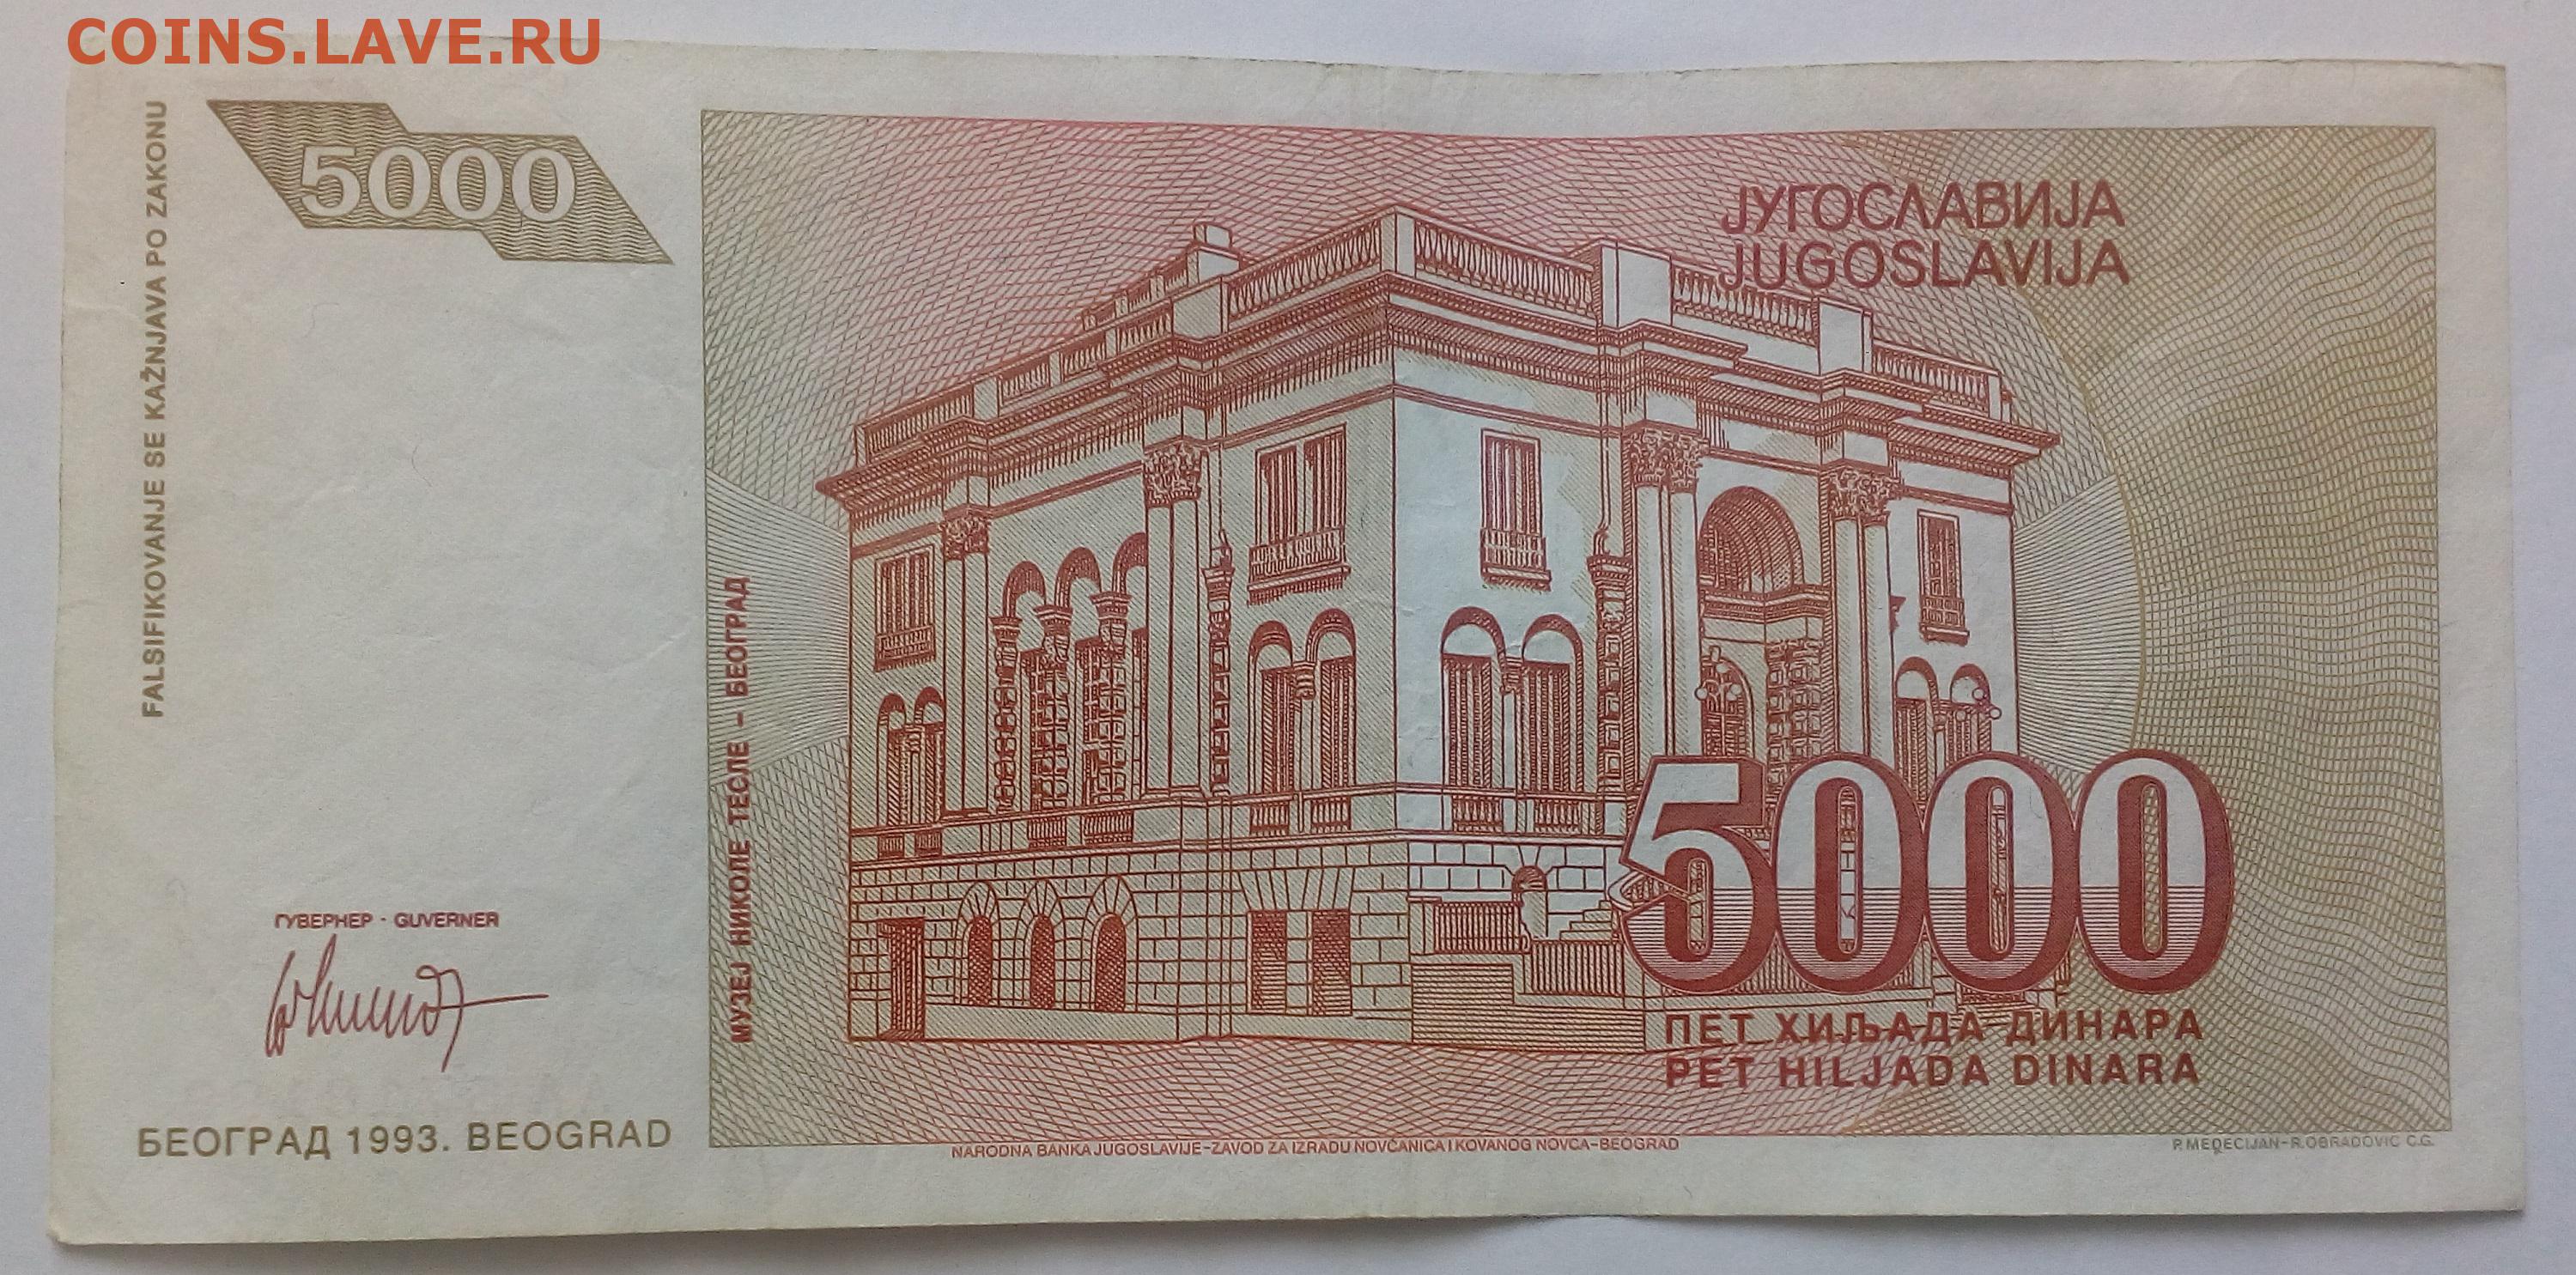 COINS.LAVE.RU
FALSIFIKOVANJE SE KAŽNJAVA PO ZAKONU
5000
ЈУГОСЛАВИЈА
JUGOSLAVIJA
МУЗЕЈ НИКОЛЕ ТЕСЛЕ – БЕОГРАД
ГУВЕРНЕР - GUVERNER
5000
ПЕТ ХИЉАДА ДИНАРА
PET HILJADA DINARA
БЕОГРАД 1993. BEOGRAD
NARODNA BANKA JUGOSLAVIJE-ZAVOD ZA IZRADU NOVČANICA I KOVANOG NOVCA-BEOGRAD
P. MEDECIJAN-R. OBRADOVIC C.G.